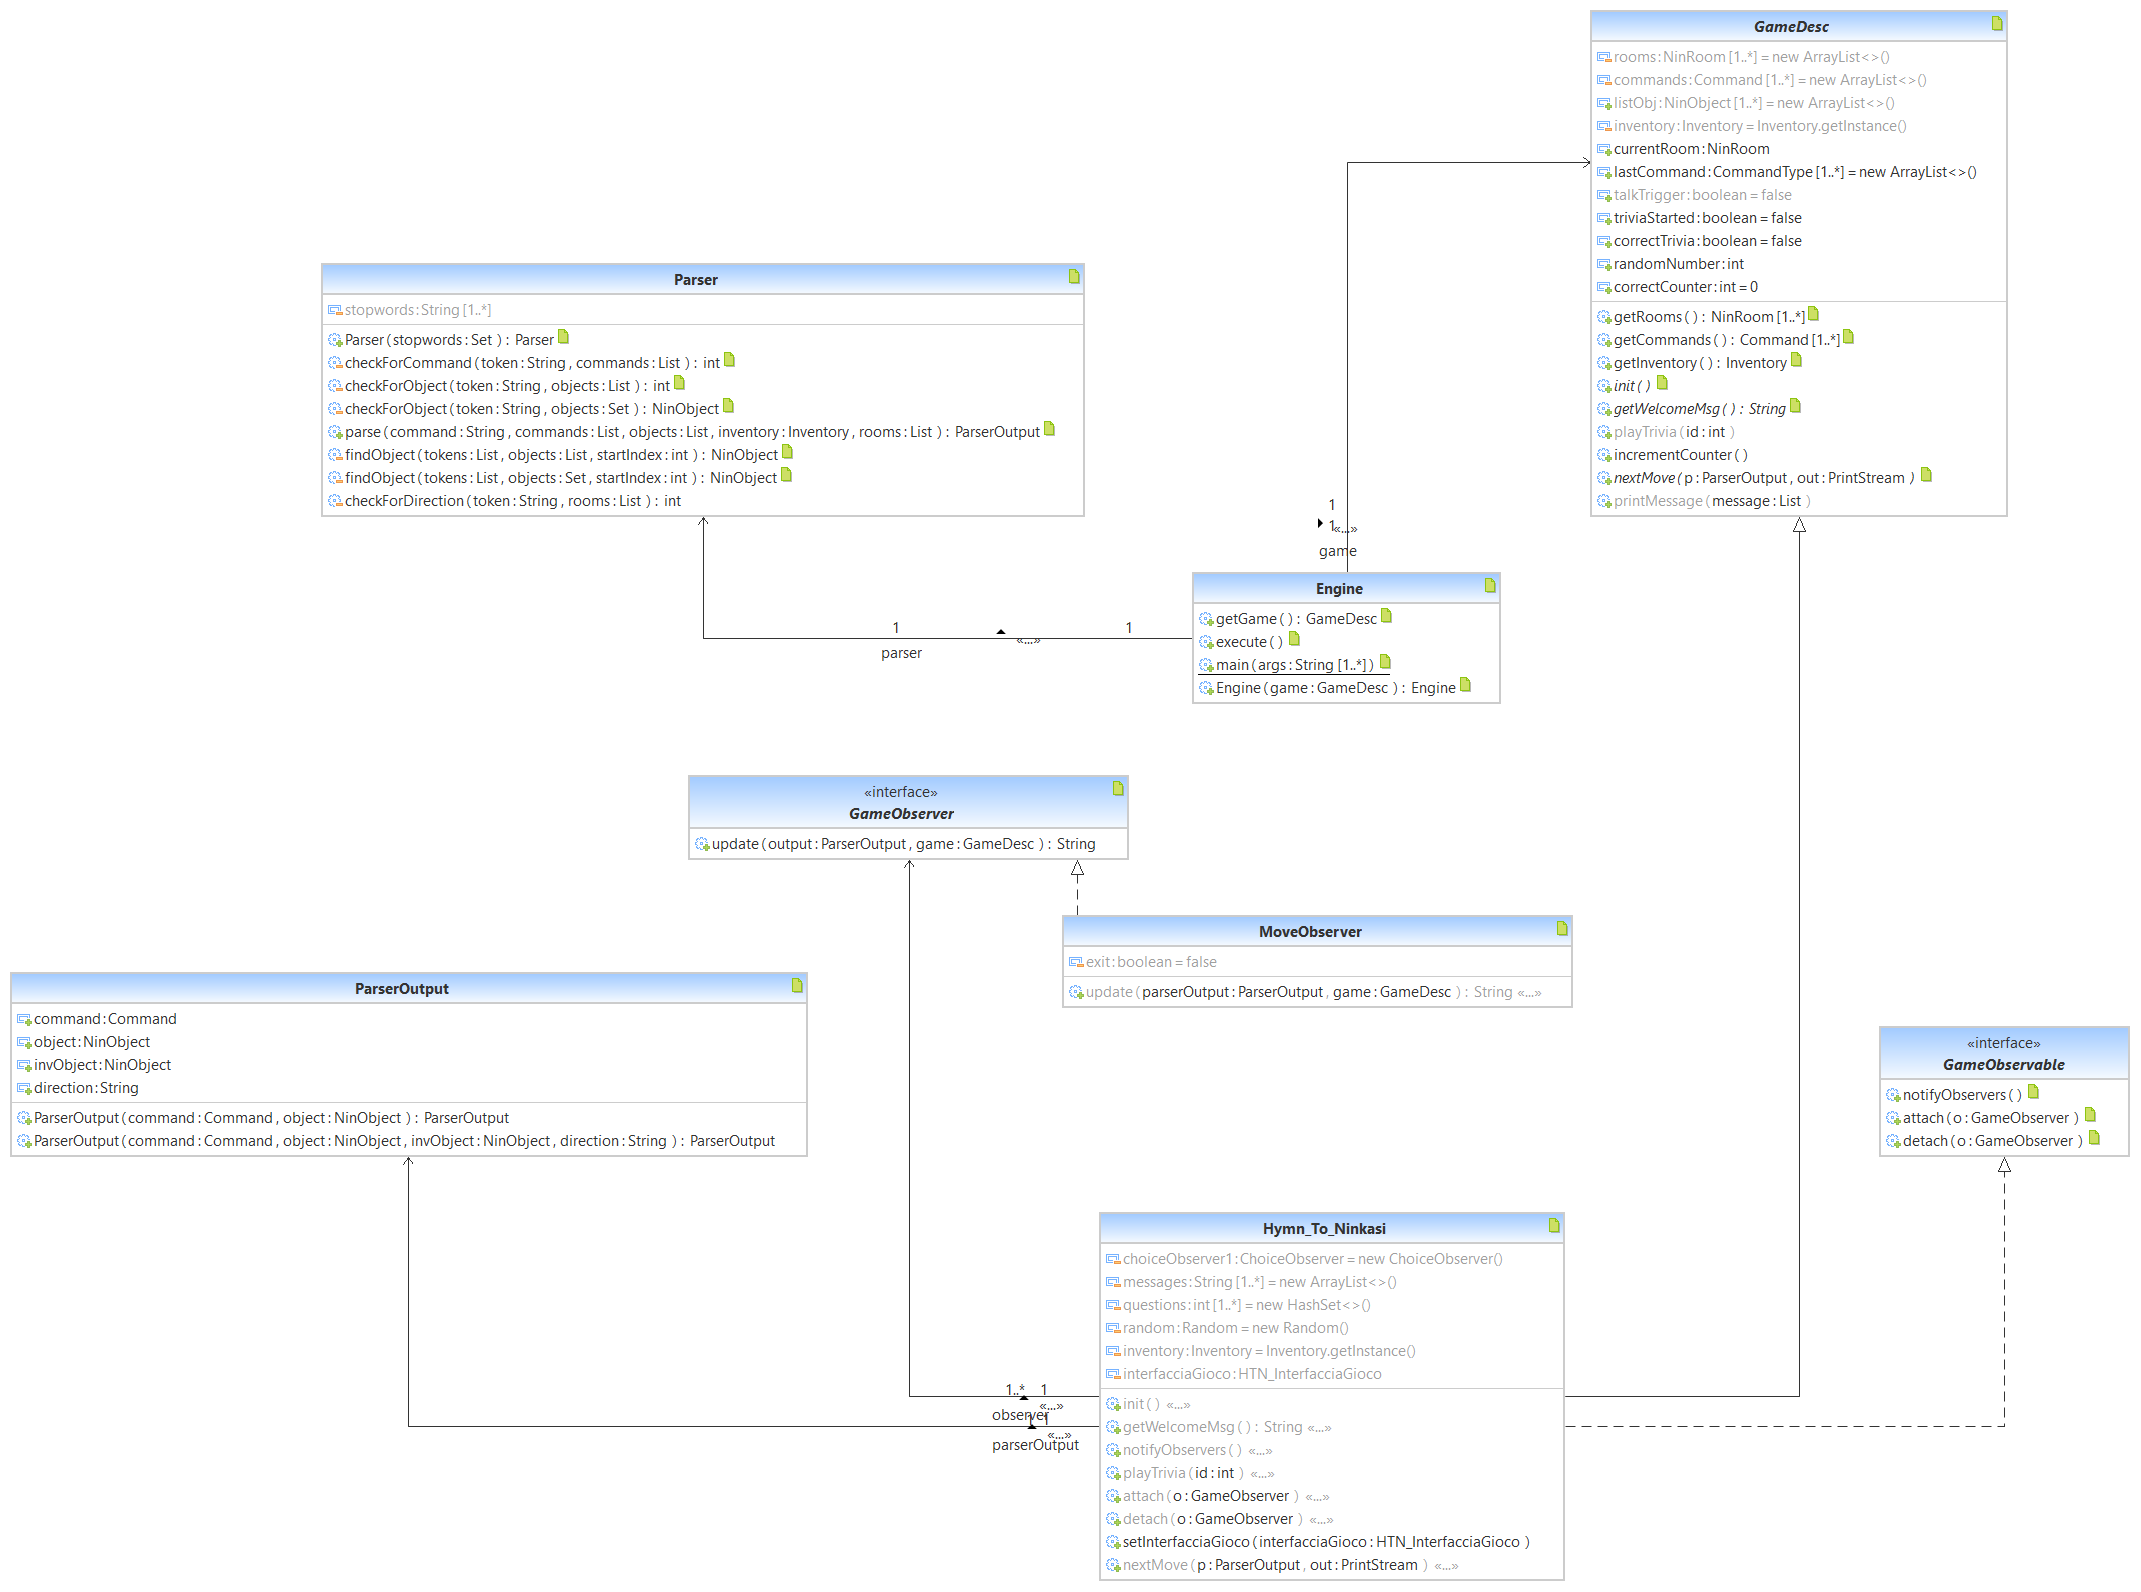 GameDesc
rooms:NinRoom [1..*] = new ArrayList<>()
commands:Command [1..*] = new ArrayList<>()
listObj:NinObject [1..*] = new ArrayList<>()
inventory:Inventory = Inventory.getInstance()
currentRoom:NinRoom
lastCommand:CommandType [1..*] = new ArrayList<>()
talkTrigger:boolean = false
triviaStarted:boolean = false
correctTrivia:boolean = false
randomNumber:int
correctCounter:int = 0
getRooms( ) : NinRoom [1..*]
getCommands( ) : Command [1..*]
getInventory( ) : Inventory
init( )
getWelcomeMsg( ) : String
playTrivia( id:int )
incrementCounter( )
nextMove( p:ParserOutput, out:PrintStream )
printMessage( message:List )
Parser
stopwords:String [1..*]
Parser( stopwords:Set ) : Parser
checkForCommand( token:String, commands:List ) : int
checkForObject( token:String, objects:List ) : int
checkForObject( token:String, objects:Set ) : NinObject
parse( command:String, commands:List, objects:List, inventory:Inventory, rooms:List ) : ParserOutput
findObject( tokens:List, objects:List, startIndex:int ) : NinObject
findObject( tokens:List, objects:Set, startIndex:int ) : NinObject
checkForDirection( token:String, rooms:List ) : int
1
1
«...»
game
Engine
getGame( ) : GameDesc
execute( )
main( args:String [1..*] )
Engine( game:GameDesc ) : Engine
1
1
«...»
parser
«interface»
GameObserver
update( output:ParserOutput, game:GameDesc ) : String
MoveObserver
exit:boolean = false
update( parserOutput:ParserOutput, game:GameDesc ) : String «...»
ParserOutput
command:Command
object:NinObject
invObject:NinObject
direction:String
ParserOutput( command:Command, object:NinObject ) : ParserOutput
ParserOutput( command:Command, object:NinObject, invObject:NinObject, direction:String ) : ParserOutput
«interface»
GameObservable
notifyObservers( )
attach( o:GameObserver )
detach( o:GameObserver )
Hymn_To_Ninkasi
choiceObserver1:ChoiceObserver = new ChoiceObserver()
messages:String [1..*] = new ArrayList<>()
questions:int [1..*] = new HashSet<>()
random:Random = new Random()
inventory:Inventory = Inventory.getInstance()
interfacciaGioco:HTN_InterfacciaGioco
init( ) «...»
getWelcomeMsg( ) : String «...»
notifyObservers( ) «...»
playTrivia( id:int ) «...»
attach( o:GameObserver ) «...»
detach( o:GameObserver ) «...»
setInterfacciaGioco( interfacciaGioco:HTN_InterfacciaGioco )
nextMove( p:ParserOutput, out:PrintStream ) «...»
1..*
1
«...»
observer
1
1
«...»
parserOutput